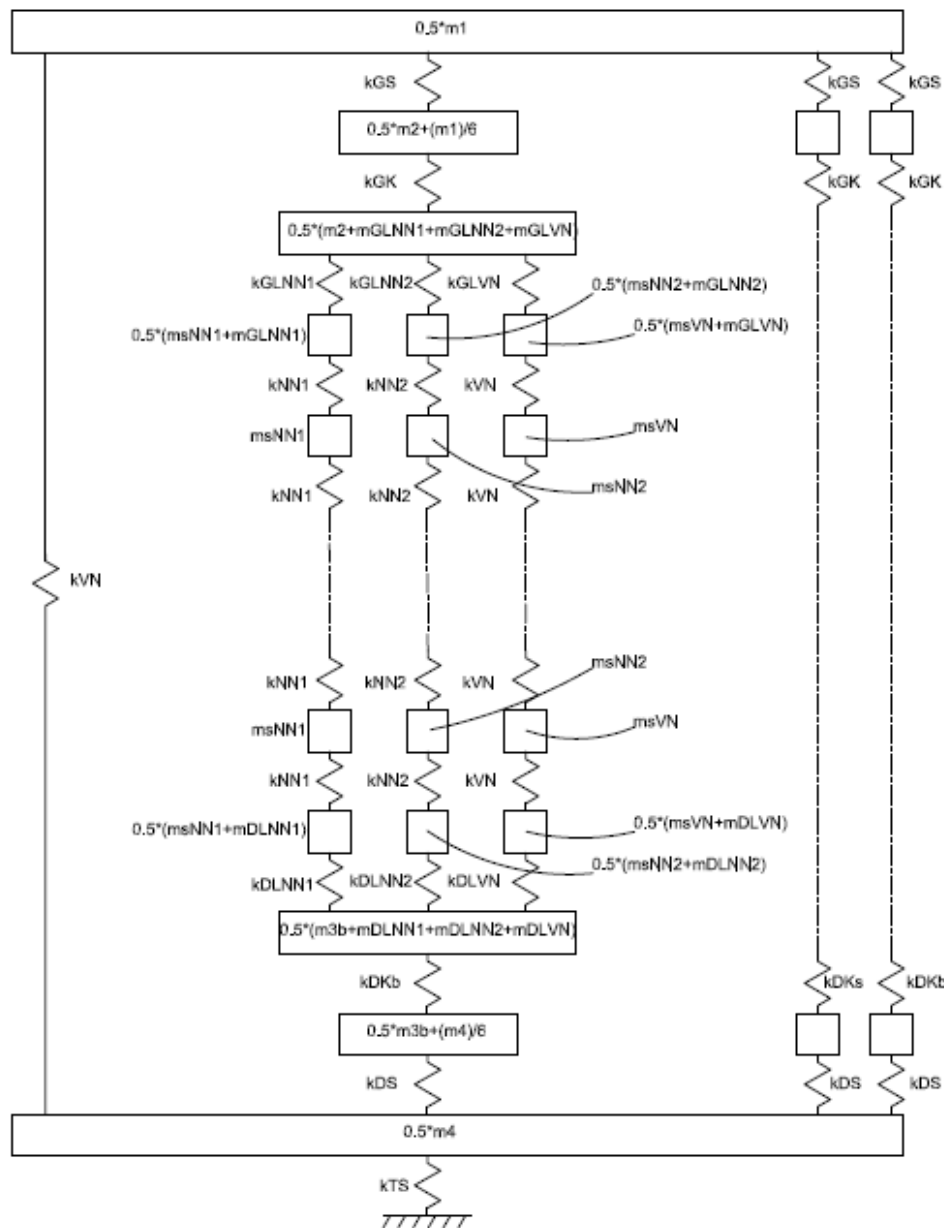 0.5*m1
kGS kGS kGS
0.5*m2+(m1)/6
kGK kGK kGK
0.5*(m2+mGLNN1+mGLNN2+mGLVN)
kGLNN1 kGLNN2 kGLVN 0.5*(msNN2+mGLNN2)
0.5*(msNN1+mGLNN1) 0.5*(msVN+mGLVN)
kNN1 kNN2 kVN
msNN1 msVN
kNN1 kNN2 kVN msNN2
kVN
kNN1 kNN2 kVN msNN2
msNN1 msVN
kNN1 kNN2 kVN
0.5*(msNN1+mDLNN1) 0.5*(msVN+mDLVN)
kDLNN1 kDLNN2 kDLVN 0.5*(msNN2+mDLNN2)
0.5*(m3b+mDLNN1+mDLNN2+mDLVN)
kDKb kDKs kDKb
0.5*m3b+(m4)/6
kDS kDS kDS
0.5*m4
kTS